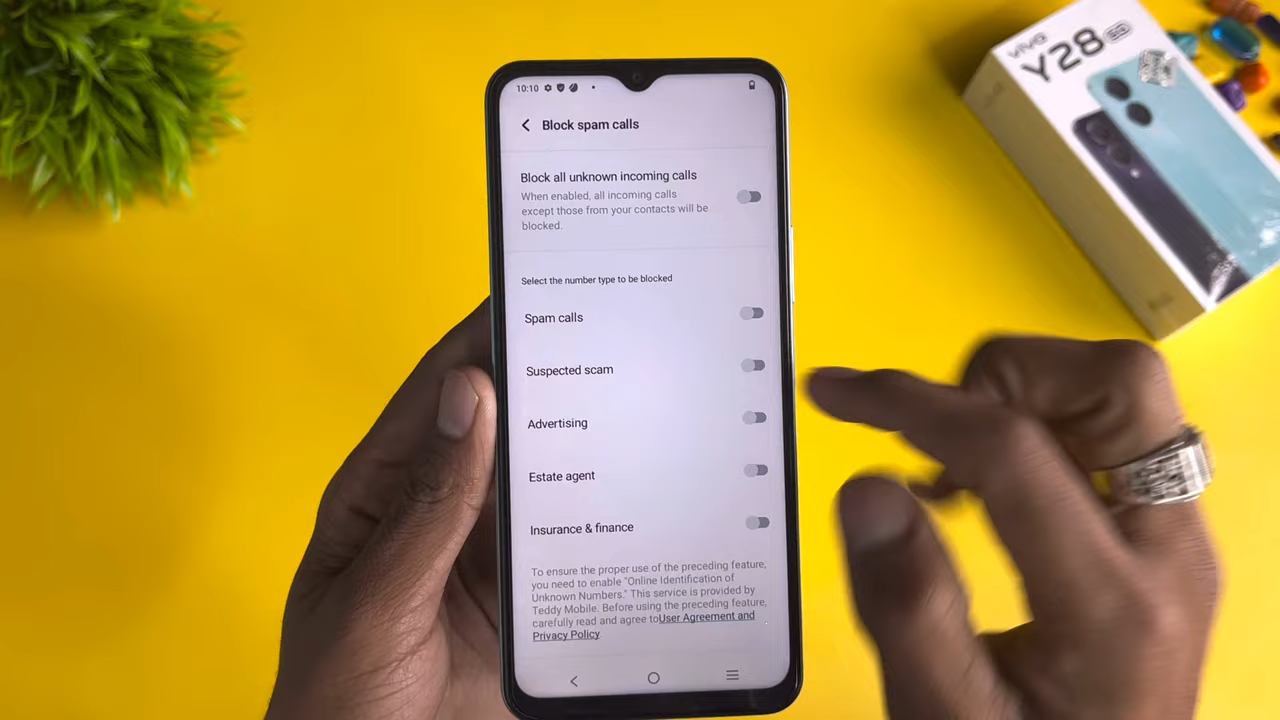 10:10
Block spam calls
Block all unknown incoming calls
When enabled, all incoming calls
except those from your contacts will be
blocked.
Select the number type to be blocked
Spam calls
Suspected scam
Advertising
Estate agent
Insurance & finance
To ensure the proper use of the preceding feature,
you need to enable "Online Identification of
Unknown Numbers." This service is provided by
Teddy Mobile. Before using the preceding feature,
carefully read and agree toUser Agreement and
Privacy Policy
vivo
Y28